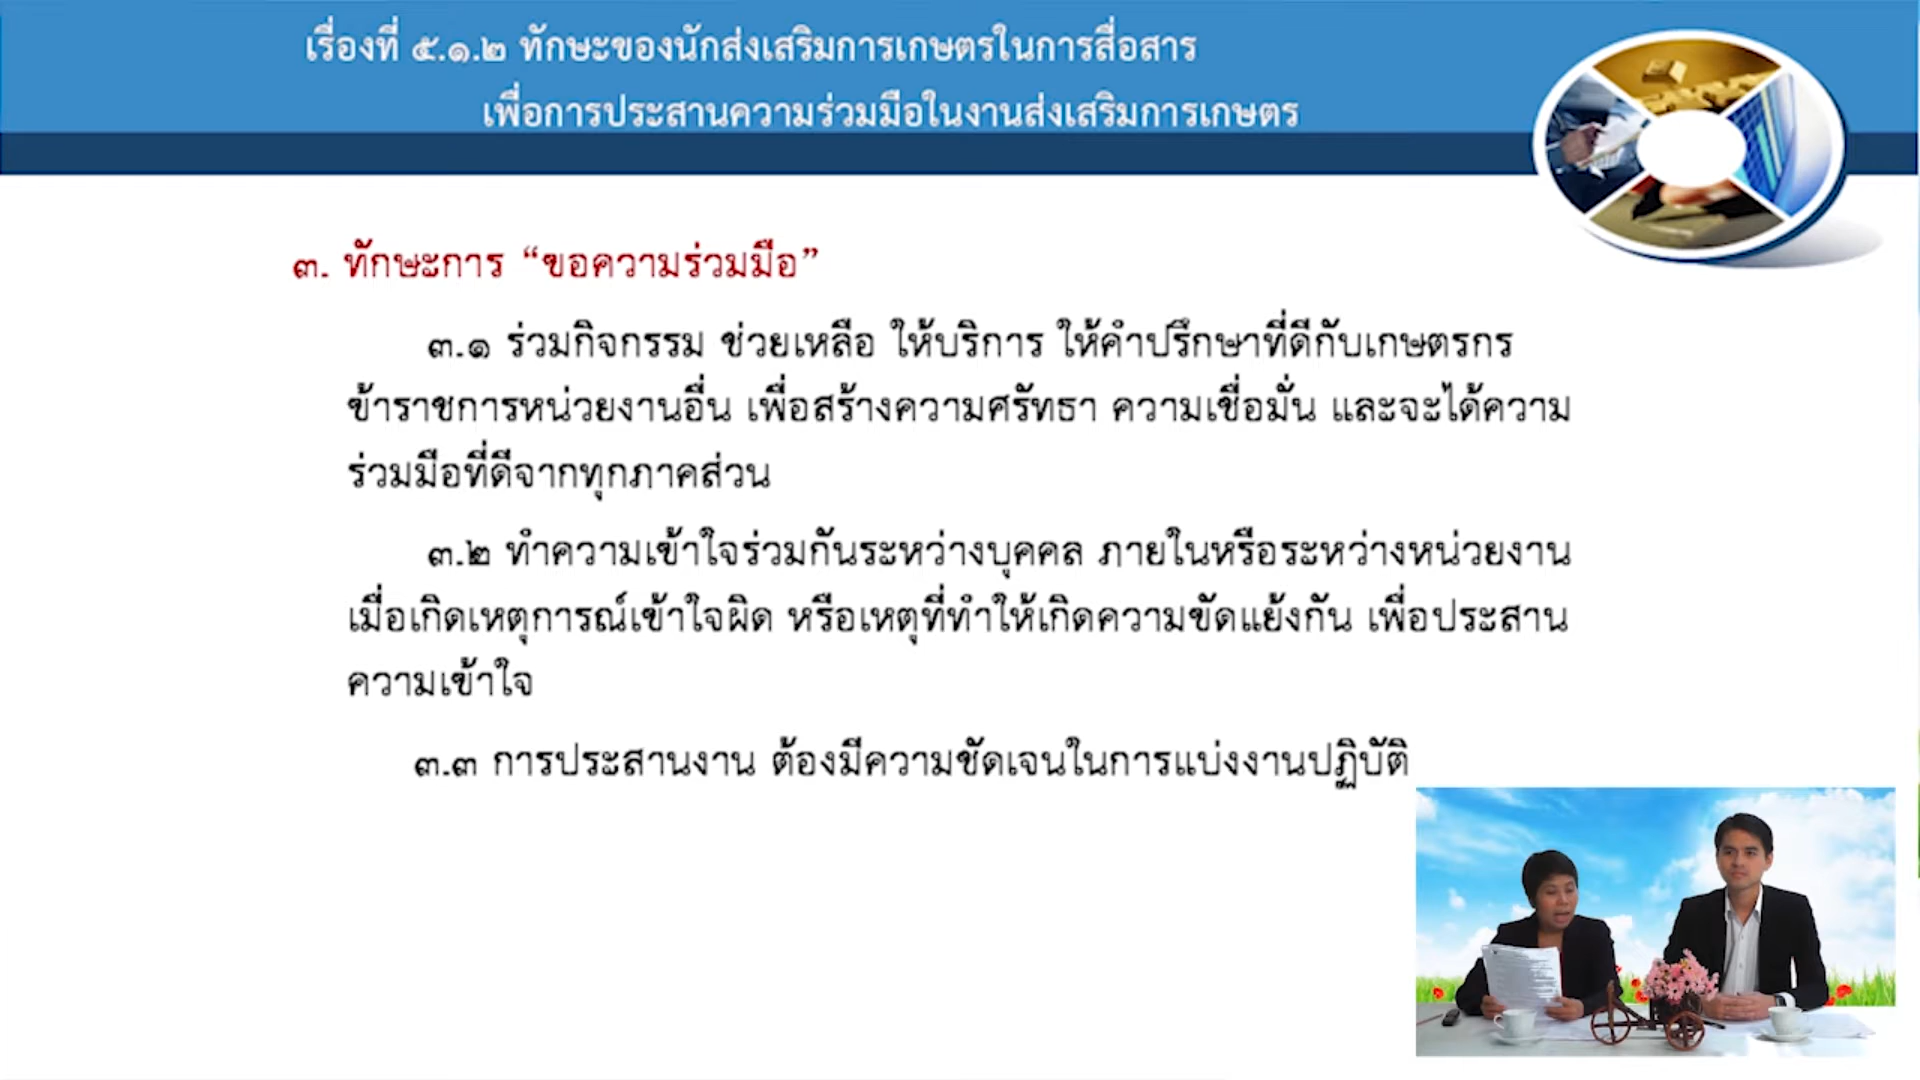 เรื่องที่ ๕.๑.๒ ทักษะของนักส่งเสริมการเกษตรในการสื่อสาร
เพื่อการประสานความร่วมมือในงานส่งเสริมการเกษตร
๓. ทักษะการ “ขอความร่วมมือ”
๓.๑ ร่วมกิจกรรม ช่วยเหลือ ให้บริการ ให้คำปรึกษาที่ดีกับเกษตรกร
ข้าราชการหน่วยงานอื่น เพื่อสร้างความศรัทธา ความเชื่อมั่น และจะได้ความ
ร่วมมือที่ดีจากทุกภาคส่วน
๓.๒ ทำความเข้าใจร่วมกันระหว่างบุคคล ภายในหรือระหว่างหน่วยงาน
เมื่อเกิดเหตุการณ์เข้าใจผิด หรือเหตุที่ทำให้เกิดความขัดแย้งกัน เพื่อประสาน
ความเข้าใจ
๓.๓ การประสานงาน ต้องมีความชัดเจนในการแบ่งงานปฏิบัติ